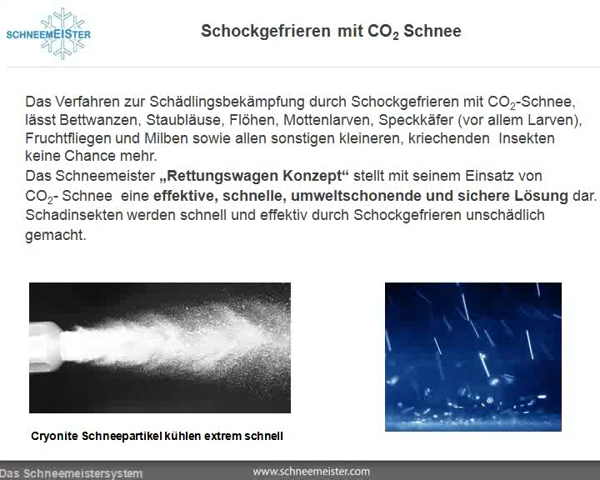 SCHNEEMEISTER
Schockgefrieren mit CO2 Schnee
Das Verfahren zur Schädlingsbekämpfung durch Schockgefrieren mit CO2-Schnee,
lässt Bettwanzen, Staubläuse, Flöhen, Mottenlarven, Speckkäfer (vor allem Larven),
Fruchtfliegen und Milben sowie allen sonstigen kleineren, kriechenden Insekten
keine Chance mehr.
Das Schneemeister „Rettungswagen Konzept“ stellt mit seinem Einsatz von
CO2- Schnee eine effektive, schnelle, umweltschonende und sichere Lösung dar.
Schadinsekten werden schnell und effektiv durch Schockgefrieren unschädlich
gemacht.
Cryonite Schneepartikel kühlen extrem schnell
Das Schneemeistersystem
www.schneemeister.com